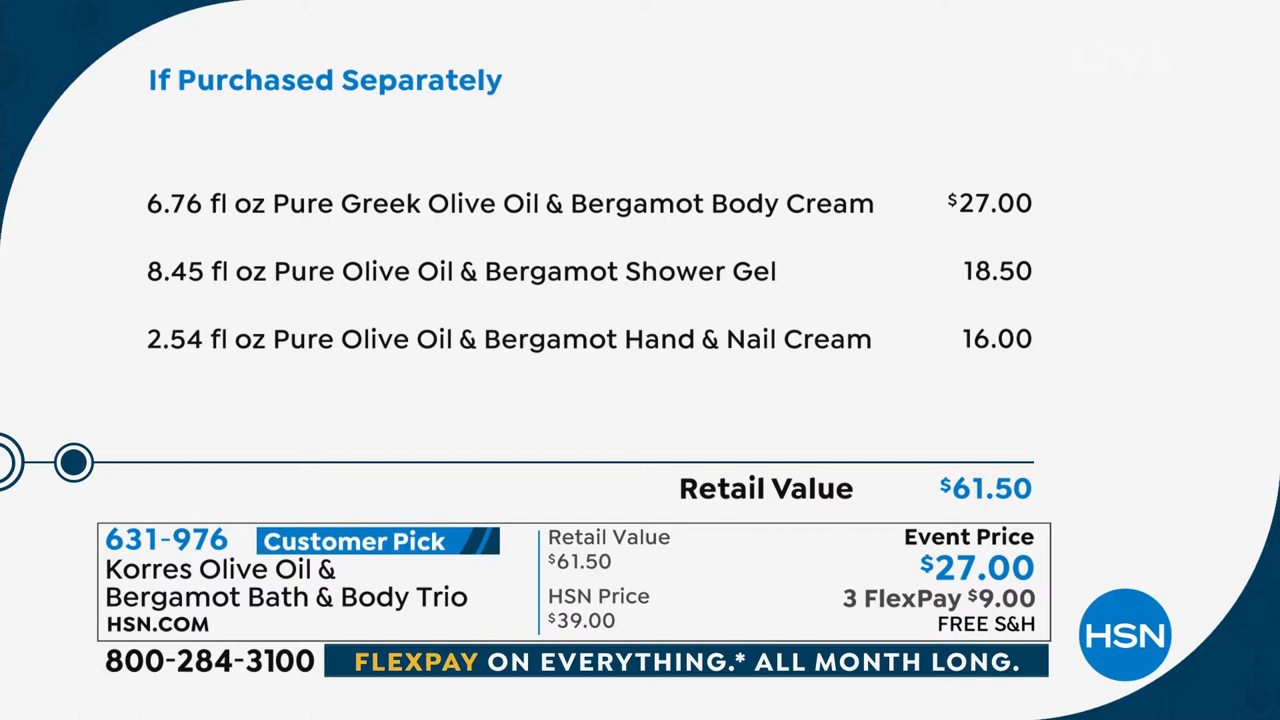 If Purchased Separately
6.76 fl oz Pure Greek Olive Oil & Bergamot Body Cream $27.00
8.45 fl oz Pure Olive Oil & Bergamot Shower Gel 18.50
2.54 fl oz Pure Olive Oil & Bergamot Hand & Nail Cream 16.00
Retail Value $61.50
631-976 Customer Pick
Korres Olive Oil &
Bergamot Bath & Body Trio
HSN.COM
Retail Value
$61.50
HSN Price
$39.00
Event Price
$27.00
3 FlexPay $9.00
FREE S&H
HSN
800-284-3100 FLEXPAY ON EVERYTHING.* ALL MONTH LONG.